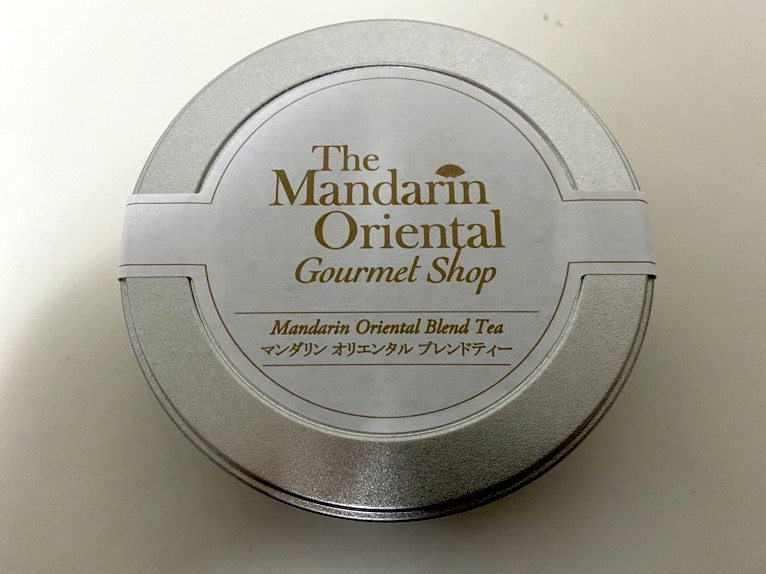 The
Mandarin
Oriental
Gourmet Shop
Mandarin Oriental Blend Tea
マンダリン オリエンタル ブレンドティー